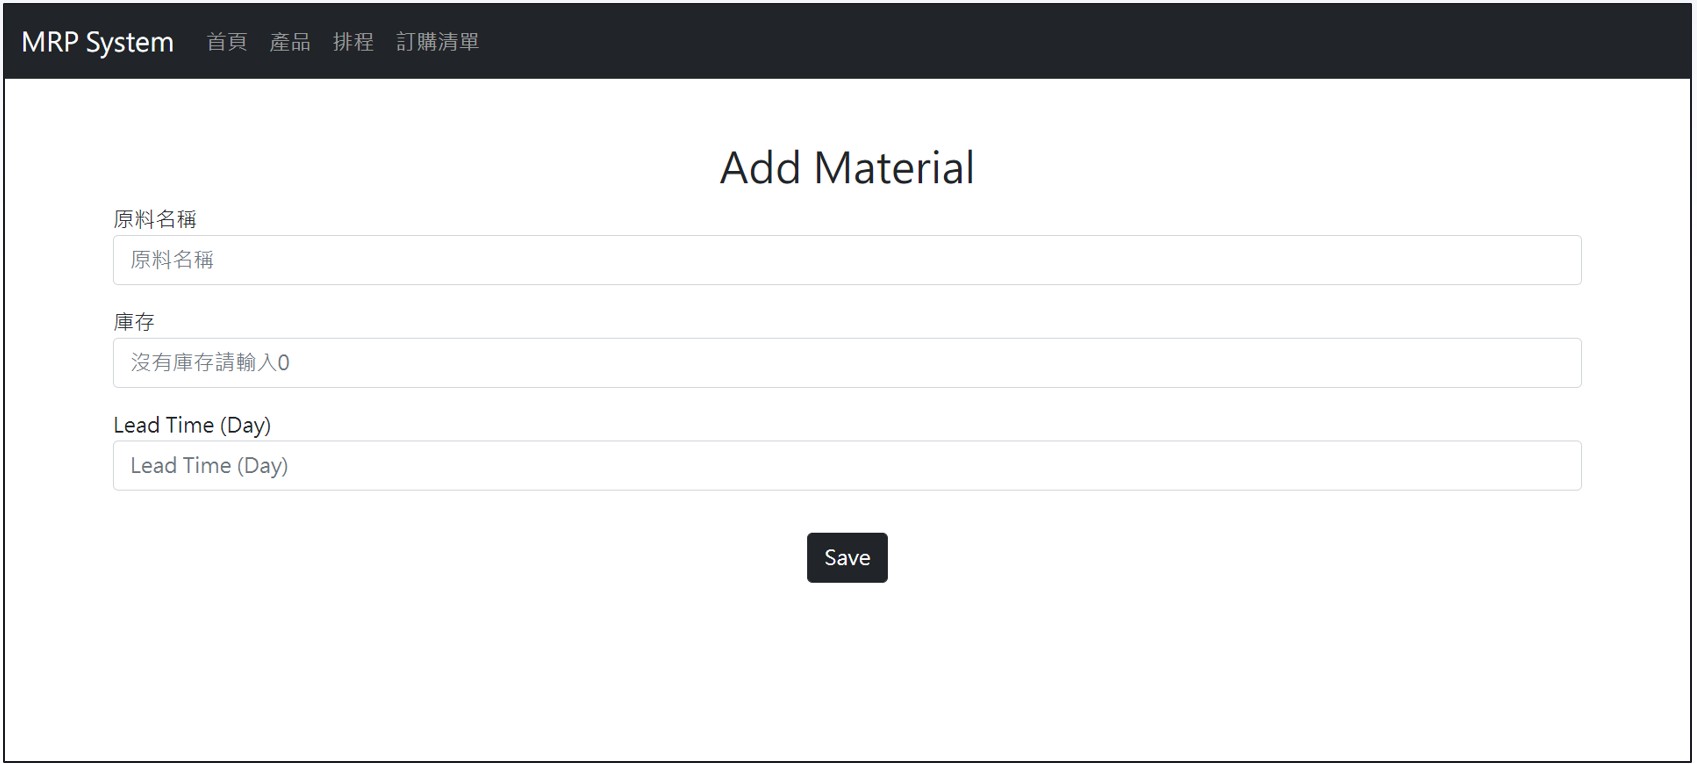 MRP System 首頁 產品 排程 訂購清單
Add Material
原料名稱
原料名稱
庫存
沒有庫存請輸入0
Lead Time (Day)
Lead Time (Day)
Save